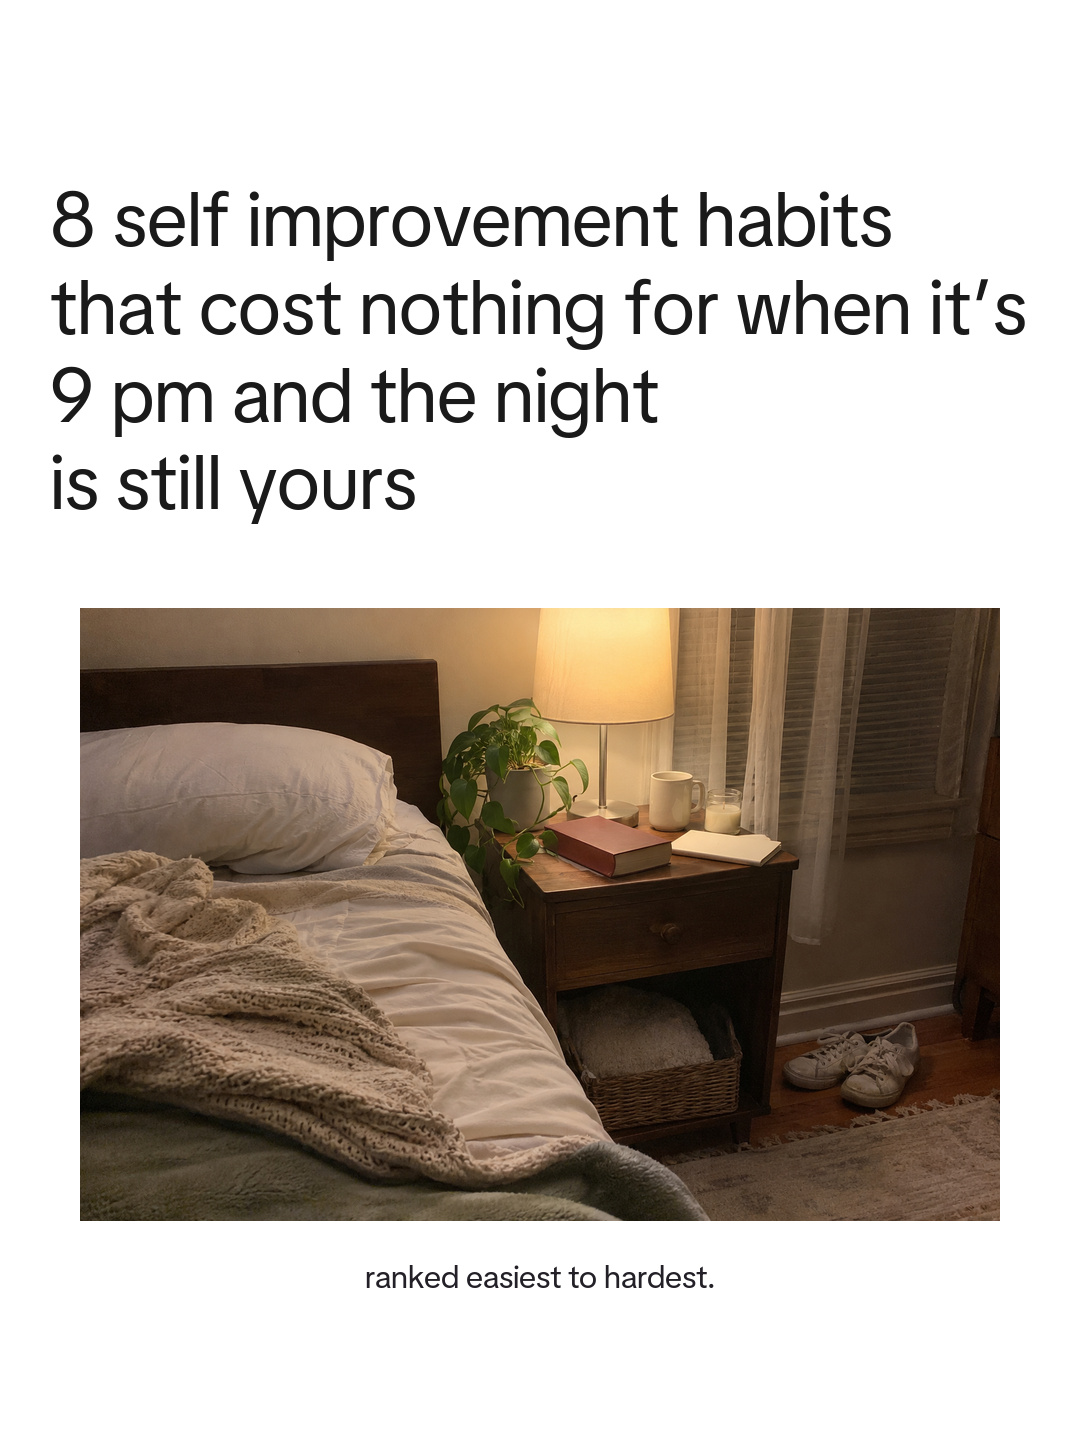 8 self improvement habits
that cost nothing for when it’s
9 pm and the night
is still yours
ranked easiest to hardest.